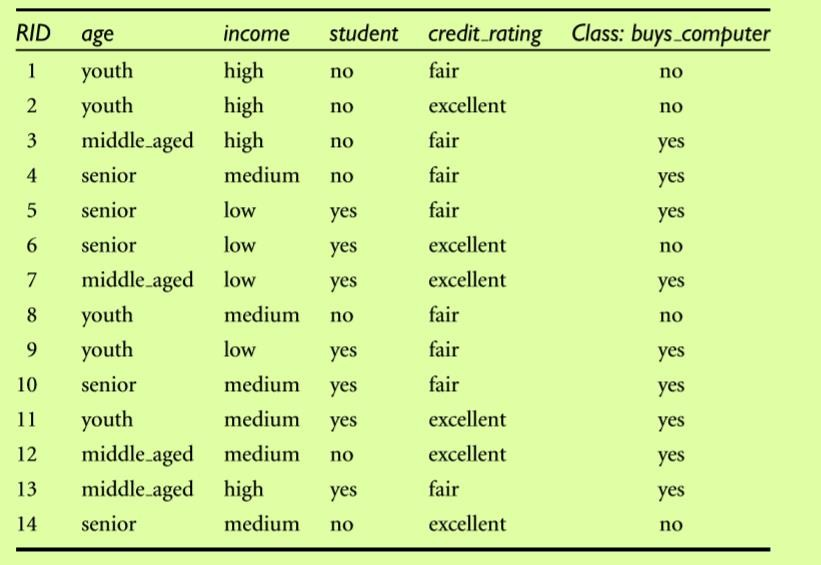 RID age income student credit_rating Class: buys_computer
1 youth high no fair no
2 youth high no excellent no
3 middle_aged high no fair yes
4 senior medium no fair yes
5 senior low yes fair yes
6 senior low yes excellent no
7 middle_aged low yes excellent yes
8 youth medium no fair no
9 youth low yes fair yes
10 senior medium yes fair yes
11 youth medium yes excellent yes
12 middle_aged medium no excellent yes
13 middle_aged high yes fair yes
14 senior medium no excellent no